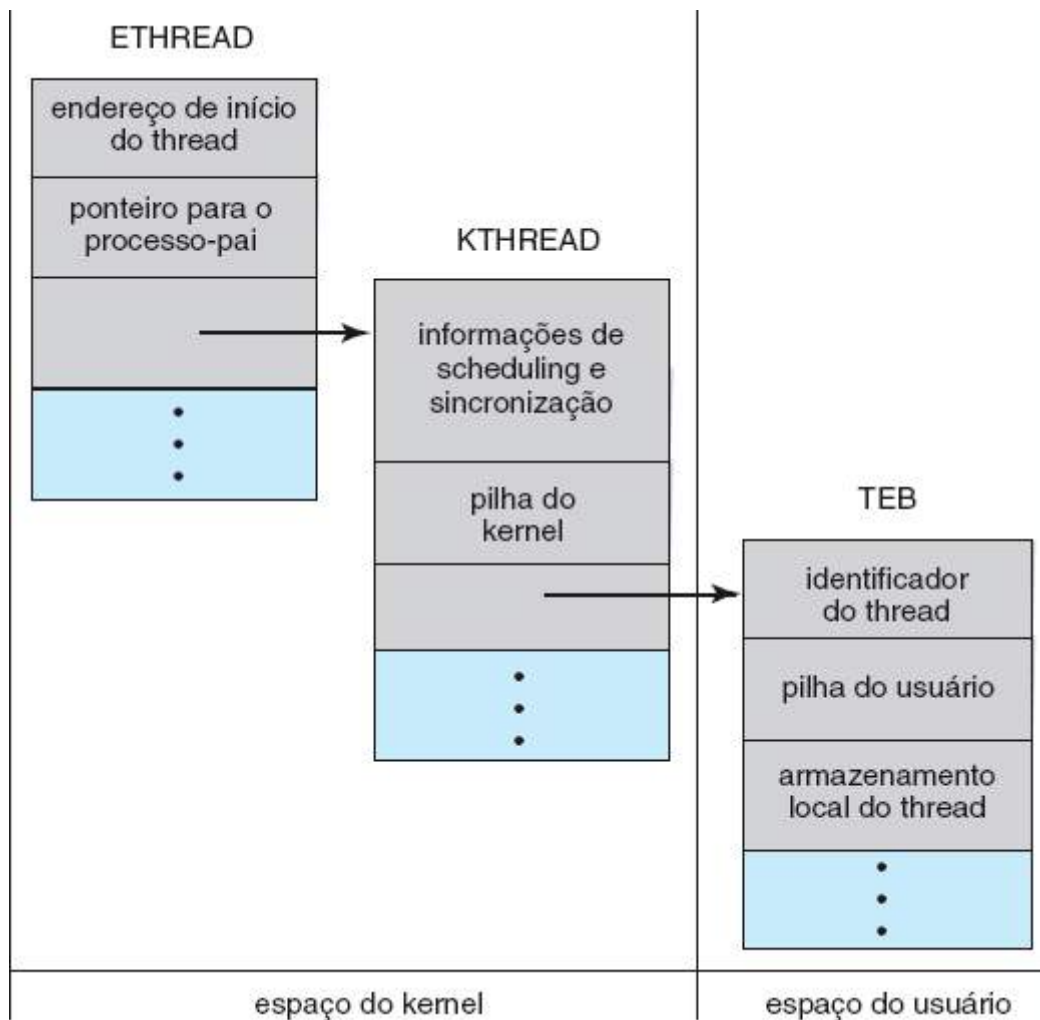 ETHREAD
endereço de início
do thread
ponteiro para o
processo-pai
KTHREAD
informações de
scheduling e
sincronização
pilha do
kernel
TEB
identificador
do thread
pilha do usuário
armazenamento
local do thread
espaço do kernel
espaço do usuário